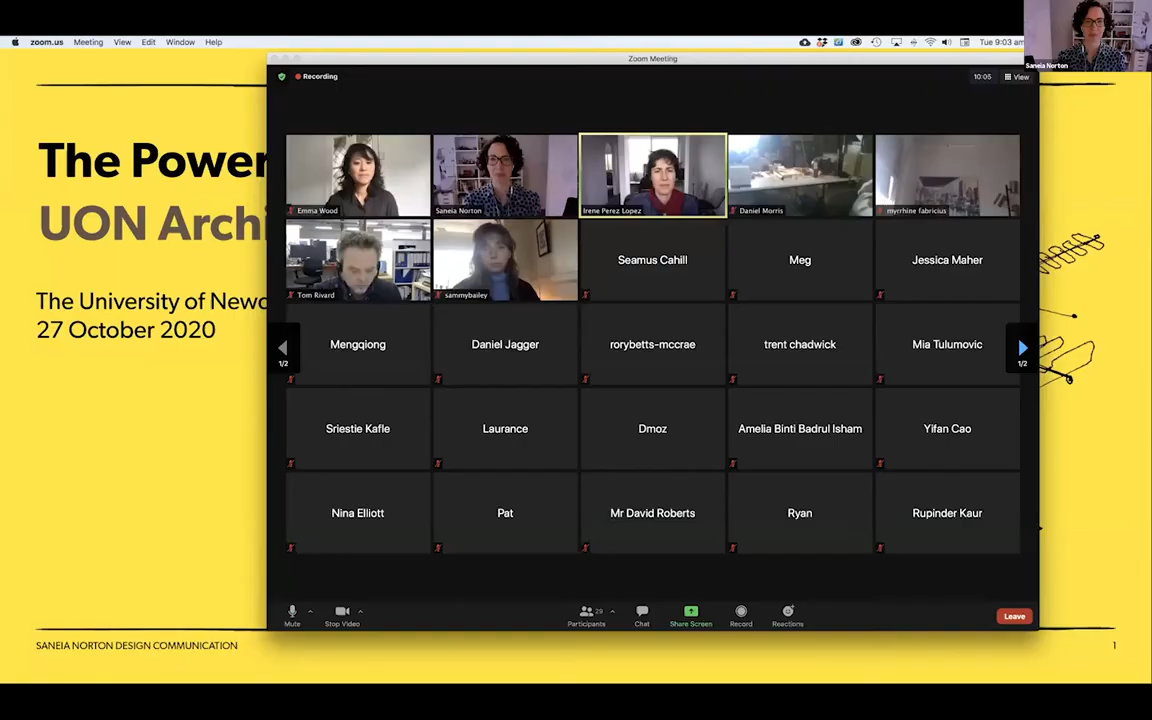 zoom.us Meeting View Edit Window Help
Tue 9:03 am
Saneia Norton
Zoom Meeting
Recording
10:05 View
The Power
UON Archi
The University of Newc
27 October 2020
Emma Wood
Saneia Norton
Irene Perez Lopez
Daniel Morris
myrrhine fabricius
Tom Rivard
sammybailey
Seamus Cahill
Meg
Jessica Maher
Mengqiong
Daniel Jagger
rorybetts-mccrae
trent chadwick
Mia Tulumovic
1/2
1/2
Sriestie Kafle
Laurance
Dmoz
Amelia Binti Badrul Isham
Yifan Cao
Nina Elliott
Pat
Mr David Roberts
Ryan
Rupinder Kaur
Mute
Stop Video
29
Participants
Chat
Share Screen
Record
Reactions
Leave
SANEIA NORTON DESIGN COMMUNICATION
1